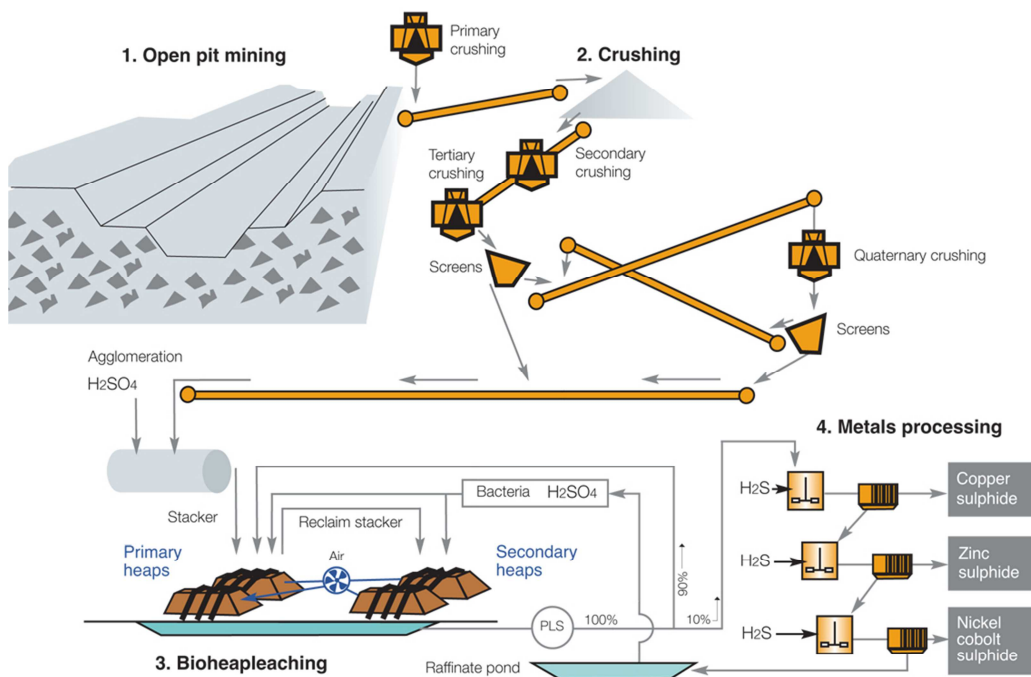 1. Open pit mining
Primary
crushing
2. Crushing
Tertiary
crushing
Secondary
crushing
Screens
Quaternary crushing
Screens
Agglomeration
H2SO4
Stacker
Reclaim stacker
Bacteria H2SO4
Primary
heaps
Air
Secondary
heaps
3. Bioheapleaching
PLS
100%
90%
10%
Raffinate pond
4. Metals processing
H2S
Copper
sulphide
H2S
Zinc
sulphide
H2S
Nickel
cobolt
sulphide